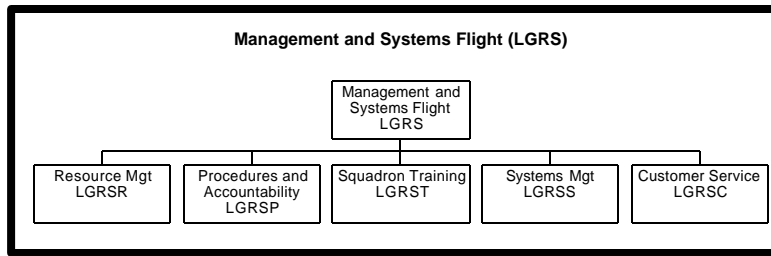 Management and Systems Flight (LGRS)
Management and
Systems Flight
LGRS
Resource Mgt
LGRSR
Procedures and
Accountability
LGRSP
Squadron Training
LGRST
Systems Mgt
LGRSS
Customer Service
LGRSC